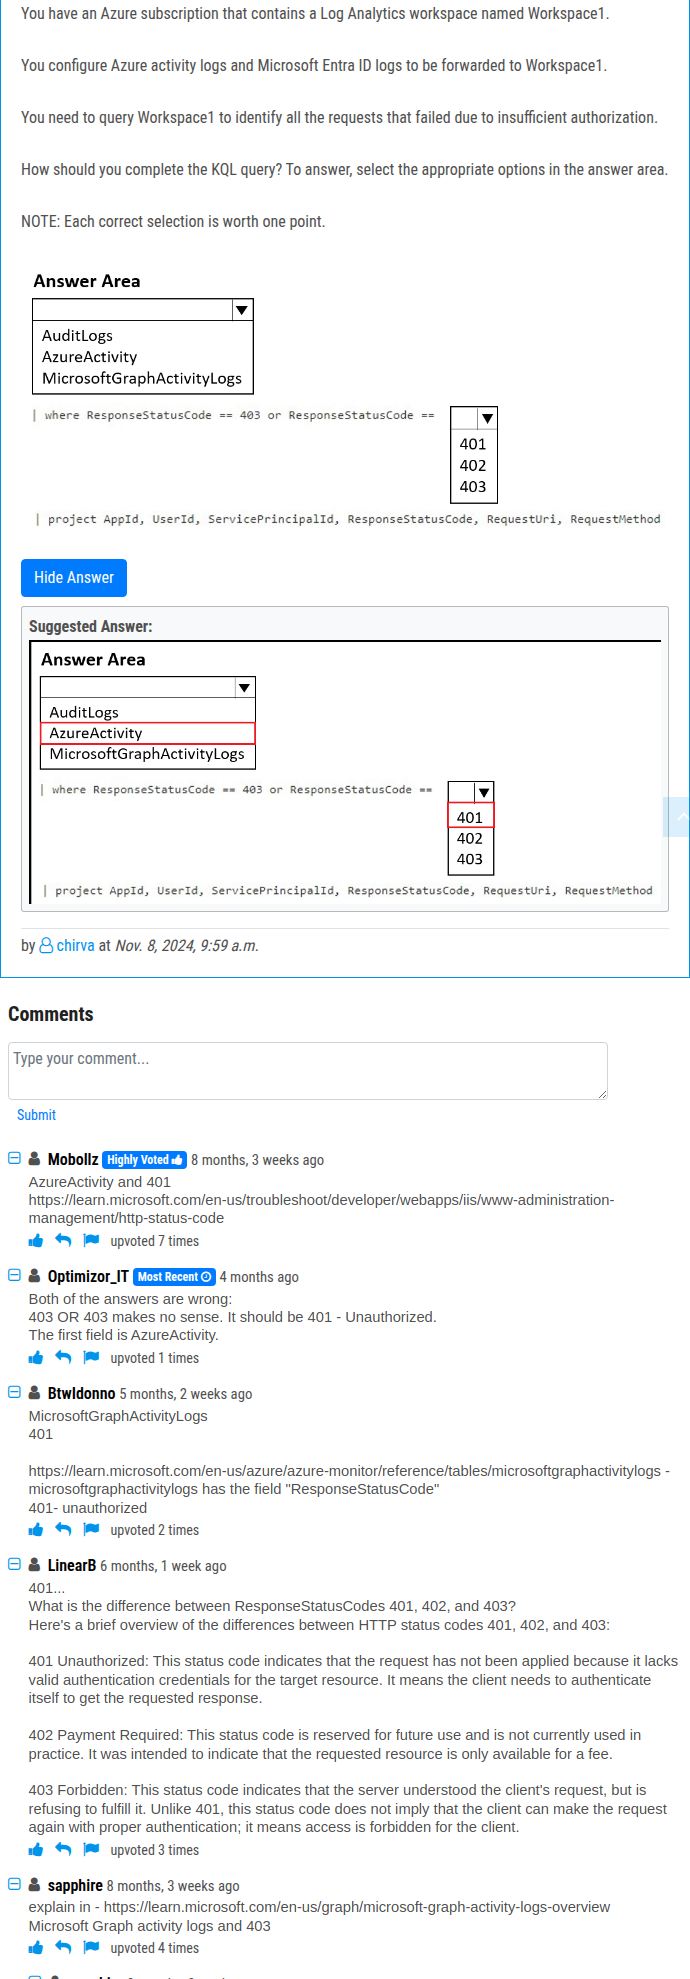 You have an Azure subscription that contains a Log Analytics workspace named Workspace1.
You configure Azure activity logs and Microsoft Entra ID logs to be forwarded to Workspace1.
You need to query Workspace1 to identify all the requests that failed due to insufficient authorization.
How should you complete the KQL query? To answer, select the appropriate options in the answer area.
NOTE: Each correct selection is worth one point.
Answer Area
AuditLogs
AzureActivity
MicrosoftGraphActivityLogs
| where ResponseStatusCode == 403 or ResponseStatusCode ==
401
402
403
| project AppId, UserId, ServicePrincipalId, ResponseStatusCode, RequestUri, RequestMethod
Hide Answer
Suggested Answer:
Answer Area
AuditLogs
AzureActivity
MicrosoftGraphActivityLogs
| where ResponseStatusCode == 403 or ResponseStatusCode ==
401
402
403
| project AppId, UserId, ServicePrincipalId, ResponseStatusCode, RequestUri, RequestMethod
by chirva at Nov. 8, 2024, 9:59 a.m.
Comments
Type your comment...
Submit
Mobollz Highly Voted 8 months, 3 weeks ago
AzureActivity and 401
https://learn.microsoft.com/en-us/troubleshoot/developer/webapps/iis/www-administration-
management/http-status-code
upvoted 7 times
Optimizor_IT Most Recent 4 months ago
Both of the answers are wrong:
403 OR 403 makes no sense. It should be 401 - Unauthorized.
The first field is AzureActivity.
upvoted 1 times
BtwIdonno 5 months, 2 weeks ago
MicrosoftGraphActivityLogs
401
https://learn.microsoft.com/en-us/azure/azure-monitor/reference/tables/microsoftgraphactivitylogs -
microsoftgraphactivitylogs has the field "ResponseStatusCode"
401- unauthorized
upvoted 2 times
LinearB 6 months, 1 week ago
401...
What is the difference between ResponseStatusCodes 401, 402, and 403?
Here's a brief overview of the differences between HTTP status codes 401, 402, and 403:
401 Unauthorized: This status code indicates that the request has not been applied because it lacks
valid authentication credentials for the target resource. It means the client needs to authenticate
itself to get the requested response.
402 Payment Required: This status code is reserved for future use and is not currently used in
practice. It was intended to indicate that the requested resource is only available for a fee.
403 Forbidden: This status code indicates that the server understood the client's request, but is
refusing to fulfill it. Unlike 401, this status code does not imply that the client can make the request
again with proper authentication; it means access is forbidden for the client.
upvoted 3 times
sapphire 8 months, 3 weeks ago
explain in - https://learn.microsoft.com/en-us/graph/microsoft-graph-activity-logs-overview
Microsoft Graph activity logs and 403
upvoted 4 times